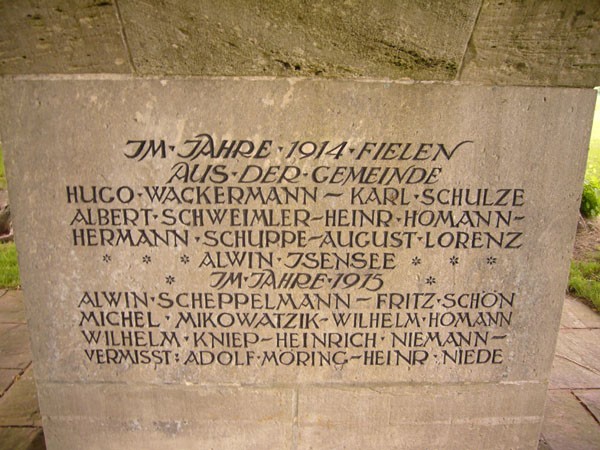 IM·JAHRE·1914·FIELEN
AUS·DER·GEMEINDE
HUGO·WACKERMANN–KARL·SCHULZE
ALBERT·SCHWEIMLER–HEINR·HOMANN–
HERMANN·SCHUPPE–AUGUST·LORENZ
* * * ALWIN·ISENSEE * * *
* IM·JAHRE·1915 *
ALWIN·SCHEPPELMANN–FRITZ·SCHÖN
MICHEL·MIKOWATZIK–WILHELM·HOMANN
WILHELM·KNIEP–HEINRICH·NIEMANN–
VERMISST:ADOLF·MÖRING–HEINR·NIEDE